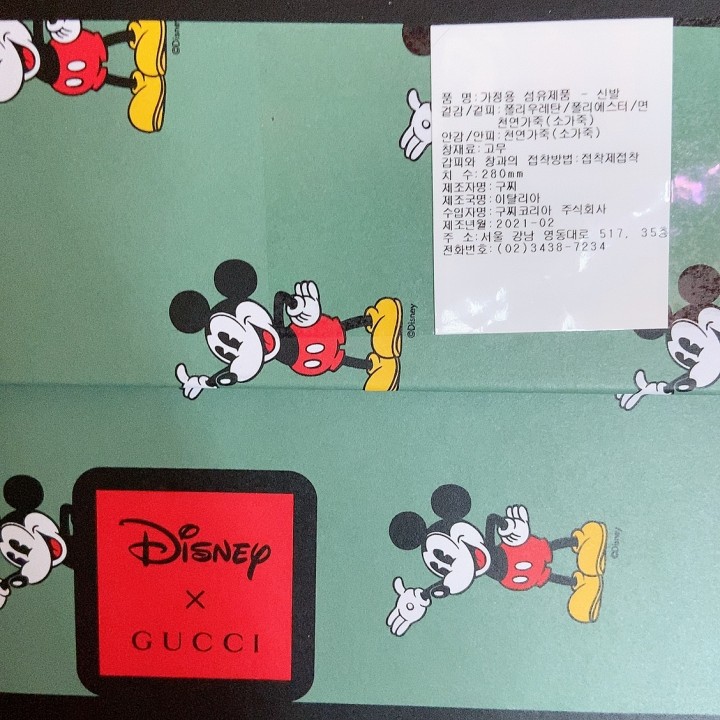 품 명:가정용 섬유제품 - 신발
겉감/겉피:폴리우레탄/폴리에스터/면
천연가죽(소가죽)
안감/안피:천연가죽(소가죽)
창재료:고무
갑피와 창과의 접착방법:접착제접착
치 수:280mm
제조자명:구찌
제조국명:이탈리아
수입자명:구찌코리아 주식회사
제조년월:2021-02
주 소:서울 강남 영동대로 517, 35층
전화번호:(02)3438-7234
©Disney
©Disney
©Disney
DISNEY
×
GUCCI